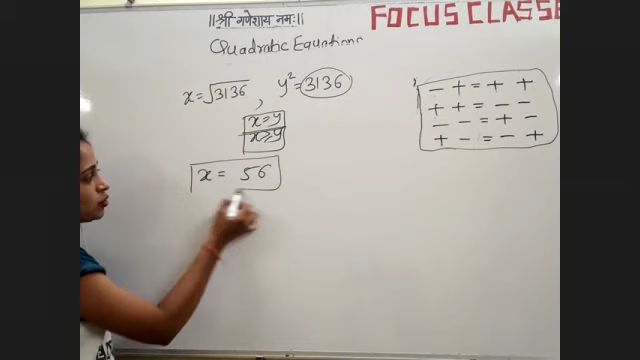 ||श्री गणेशाय नमः||
FOCUS CLASSE
Quadratic Equations
x = √3136 , y² = 3136
x = y
x ≥ y
x = 56
- + = + +
+ + = - -
- - = + -
+ - = - +